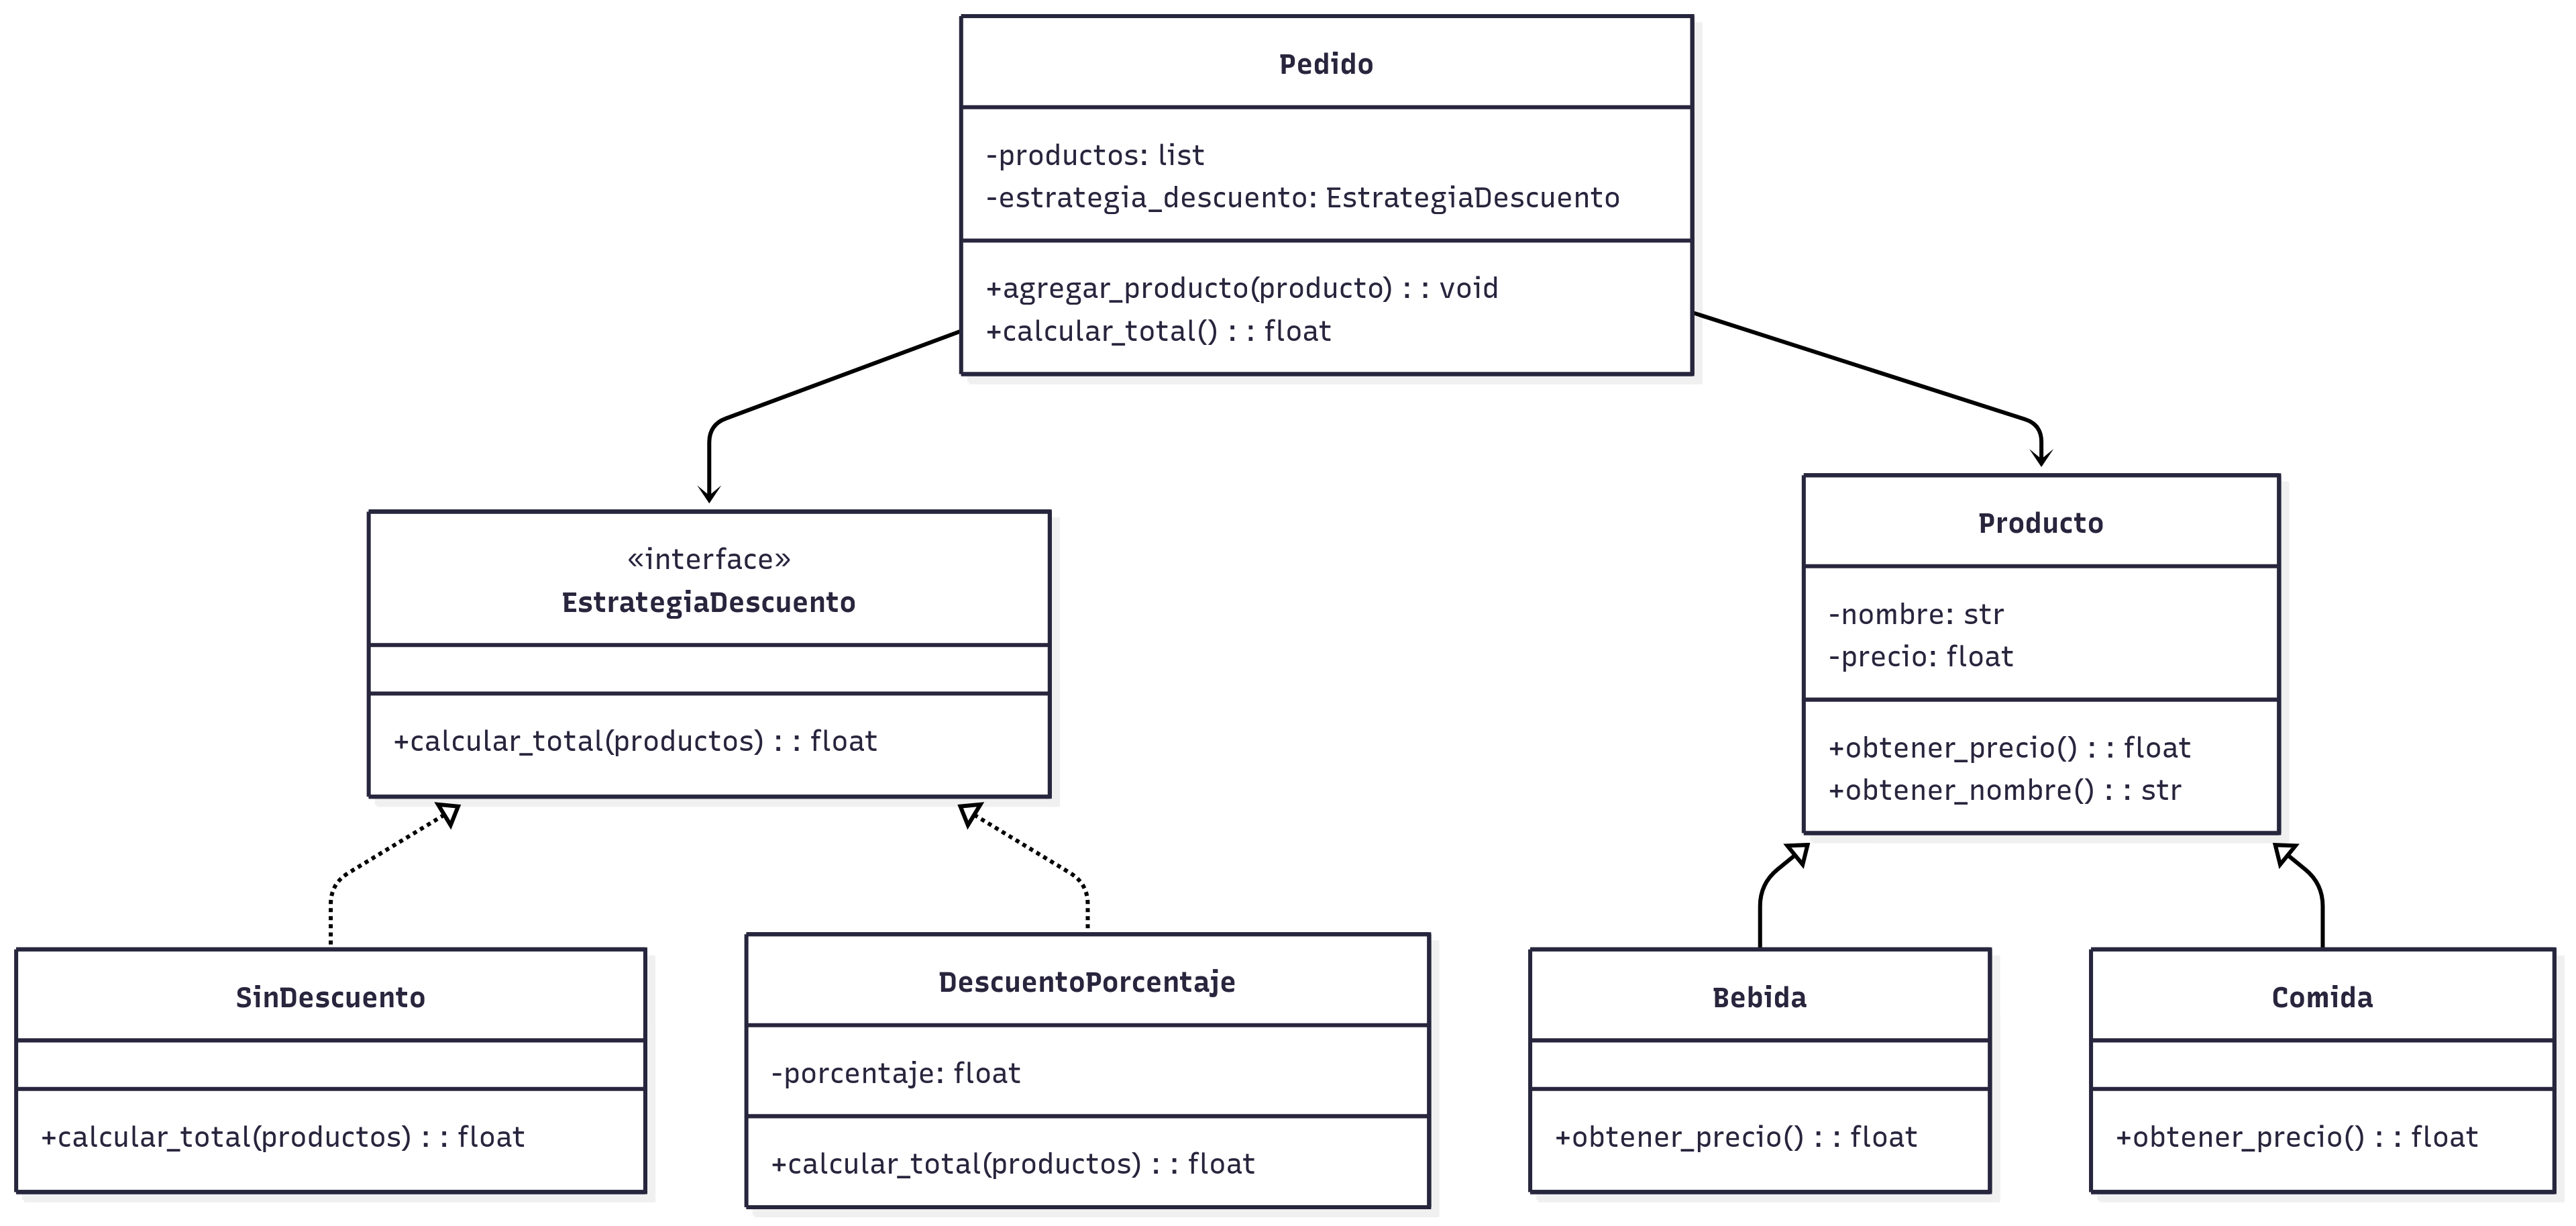 Pedido
-productos: list
-estrategia_descuento: EstrategiaDescuento
+agregar_producto(producto) : : void
+calcular_total() : : float
«interface»
EstrategiaDescuento
+calcular_total(productos) : : float
Producto
-nombre: str
-precio: float
+obtener_precio() : : float
+obtener_nombre() : : str
SinDescuento
+calcular_total(productos) : : float
DescuentoPorcentaje
-porcentaje: float
+calcular_total(productos) : : float
Bebida
+obtener_precio() : : float
Comida
+obtener_precio() : : float